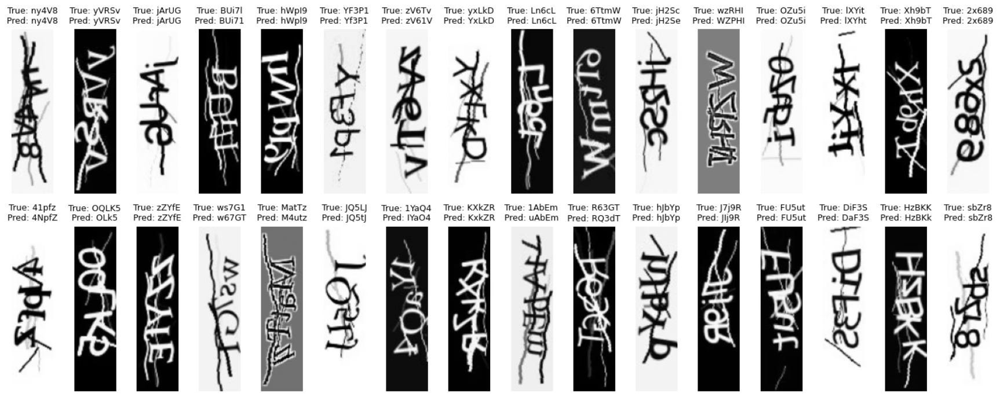 True: ny4V8 True: yVRSv True: jArUG True: BUi7l True: hWpI9 True: YF3P1 True: zV6Tv True: yxLkD True: Ln6cL True: 6TtmW True: jH2Sc True: wzRHI True: OZu5i True: lXYit True: Xh9bT True: 2x689
Pred: ny4V8 Pred: yVRSv Pred: jArUG Pred: BUi71 Pred: hWpl9 Pred: Yf3P1 Pred: zV61V Pred: YxLkD Pred: Ln6cL Pred: 6TtmW Pred: jH2Se Pred: WZPHI Pred: OZu5i Pred: lXYht Pred: Xh9bT Pred: 2x689
True: 41pfz True: OQLK5 True: zZYfE True: ws7G1 True: MatTz True: JQ5LJ True: 1YaQ4 True: KXkZR True: 1AbEm True: R63GT True: hJbYp True: J7j9R True: FU5ut True: DiF3S True: HzBKK True: sbZr8
Pred: 4NpfZ Pred: OLk5 Pred: zZYfE Pred: w67GT Pred: M4utz Pred: JQ5tJ Pred: IYaO4 Pred: KxkZR Pred: uAbEm Pred: RQ3dT Pred: hJbYp Pred: JIj9R Pred: FU5ut Pred: DaF3S Pred: HzBKk Pred: sbZr8